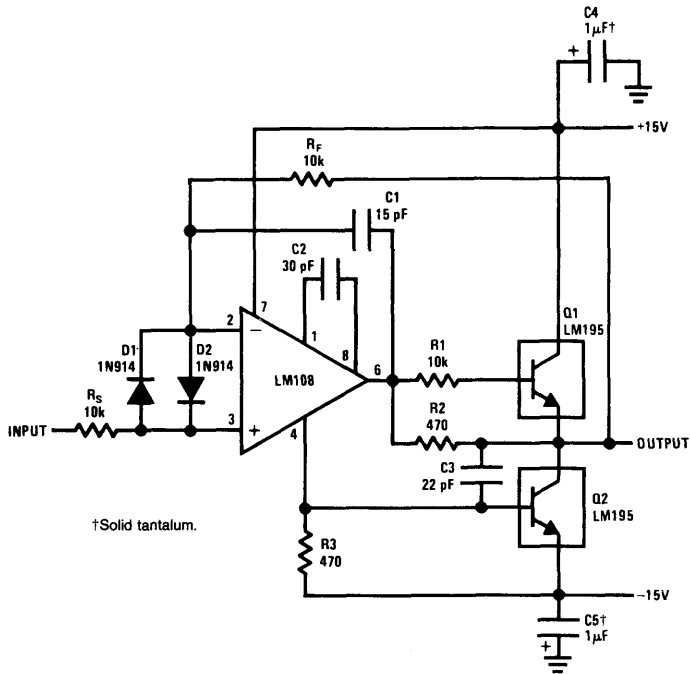 C4
1μF†
+
+15V
RF
10k
C1
15 pF
C2
30 pF
7
2
−
1
Q1
LM195
D1
1N914
D2
1N914
8
6
R1
10k
LM108
RS
10k
R2
470
INPUT
3
+
4
OUTPUT
C3
22 pF
Q2
LM195
†Solid tantalum.
R3
470
−15V
C5†
1μF
+